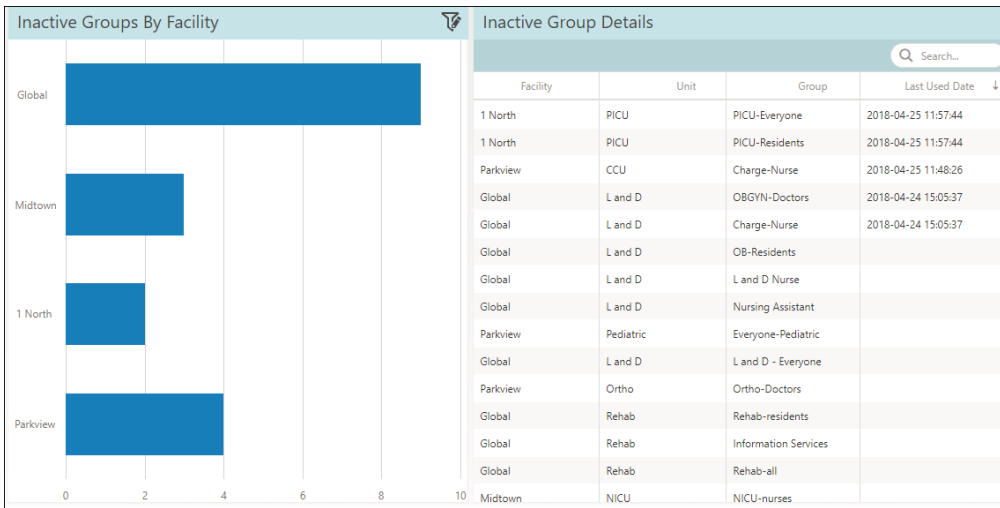 Inactive Groups By Facility
Global
Midtown
1 North
Parkview
0 2 4 6 8 10
Inactive Group Details
Search...
Facility Unit Group Last Used Date ↓
1 North PICU PICU-Everyone 2018-04-25 11:57:44
1 North PICU PICU-Residents 2018-04-25 11:57:44
Parkview CCU Charge-Nurse 2018-04-25 11:48:26
Global L and D OBGYN-Doctors 2018-04-24 15:05:37
Global L and D Charge-Nurse 2018-04-24 15:05:37
Global L and D OB-Residents
Global L and D L and D Nurse
Global L and D Nursing Assistant
Parkview Pediatric Everyone-Pediatric
Global L and D L and D - Everyone
Parkview Ortho Ortho-Doctors
Global Rehab Rehab-residents
Global Rehab Information Services
Global Rehab Rehab-all
Midtown NICU NICU-nurses